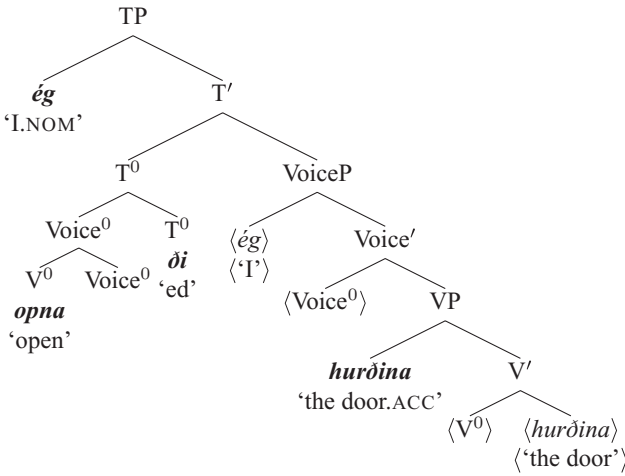 TP
ég
‘I.NOM’
T′
T⁰
VoiceP
Voice⁰
T⁰
ði
‘ed’
⟨ég⟩
⟨‘I’⟩
Voice′
V⁰
Voice⁰
opna
‘open’
⟨Voice⁰⟩
VP
hurðina
‘the door.ACC’
V′
⟨V⁰⟩
⟨hurðina⟩
⟨‘the door’⟩